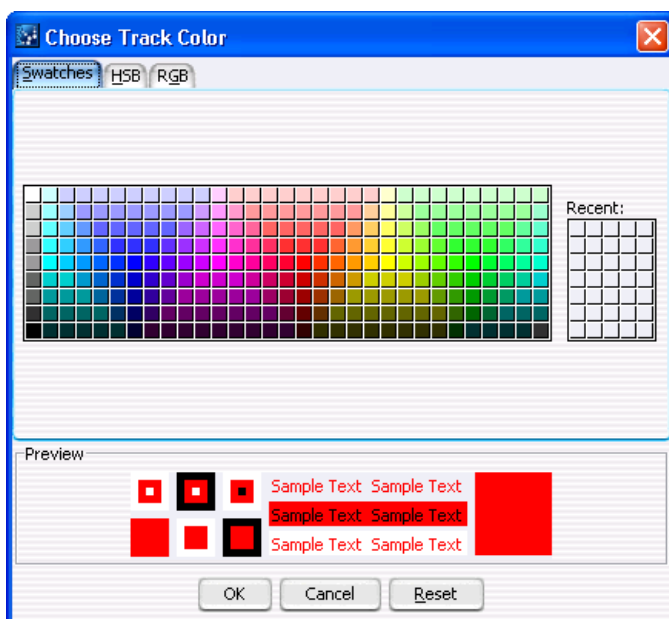 Choose Track Color
Swatches HSB RGB
Recent:
Preview
Sample Text Sample Text
Sample Text Sample Text
Sample Text Sample Text
OK Cancel Reset